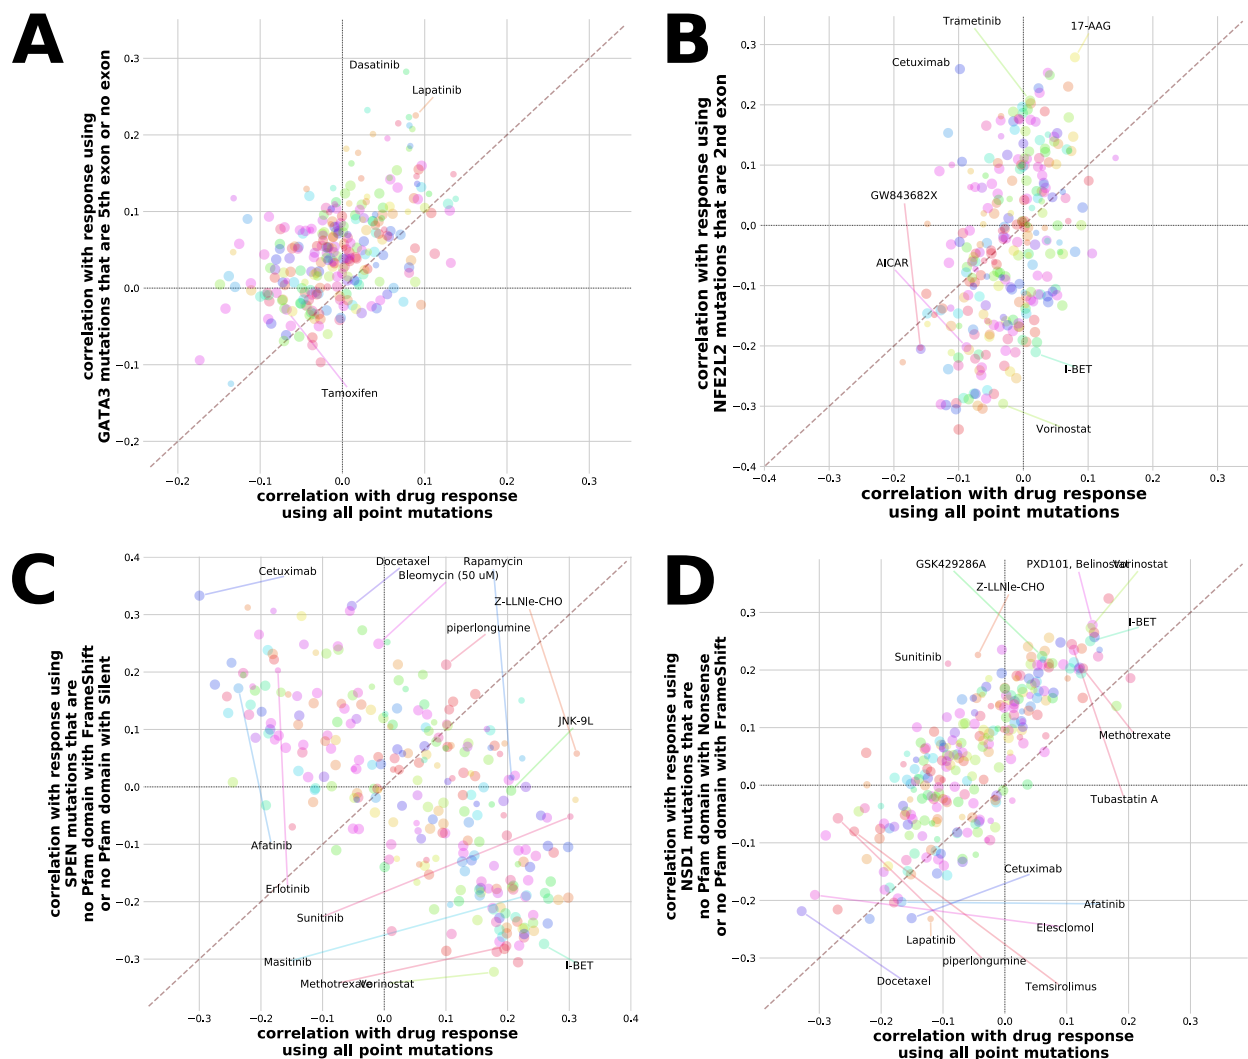 A
correlation with response using
GATA3 mutations that are 5th exon or no exon
0.3
0.2
0.1
0.0
−0.1
−0.2
Dasatinib
Lapatinib
Tamoxifen
−0.2
−0.1
0.0
0.1
0.2
0.3
correlation with drug response
using all point mutations
B
correlation with response using
NFE2L2 mutations that are 2nd exon
0.3
0.2
0.1
0.0
−0.1
−0.2
−0.3
−0.4
Trametinib
17-AAG
Cetuximab
GW843682X
AICAR
I-BET
Vorinostat
−0.4
−0.3
−0.2
−0.1
0.0
0.1
0.2
0.3
correlation with drug response
using all point mutations
C
correlation with response using
SPEN mutations that are
no Pfam domain with FrameShift
or no Pfam domain with Silent
0.4
0.3
0.2
0.1
0.0
−0.1
−0.2
−0.3
Cetuximab
Docetaxel
Rapamycin
Bleomycin (50 uM)
Z-LLNle-CHO
piperlongumine
JNK-9L
Afatinib
Erlotinib
Sunitinib
Masitinib
I-BET
Methotrexate
Vorinostat
−0.3
−0.2
−0.1
0.0
0.1
0.2
0.3
0.4
correlation with drug response
using all point mutations
D
correlation with response using
NSD1 mutations that are
no Pfam domain with Nonsense
or no Pfam domain with FrameShift
0.3
0.2
0.1
0.0
−0.1
−0.2
−0.3
GSK429286A
PXD101, Belinostat
Vorinostat
Z-LLNle-CHO
I-BET
Sunitinib
Methotrexate
Tubastatin A
Cetuximab
Afatinib
Elesclomol
Lapatinib
piperlongumine
Docetaxel
Temsirolimus
−0.3
−0.2
−0.1
0.0
0.1
0.2
0.3
correlation with drug response
using all point mutations